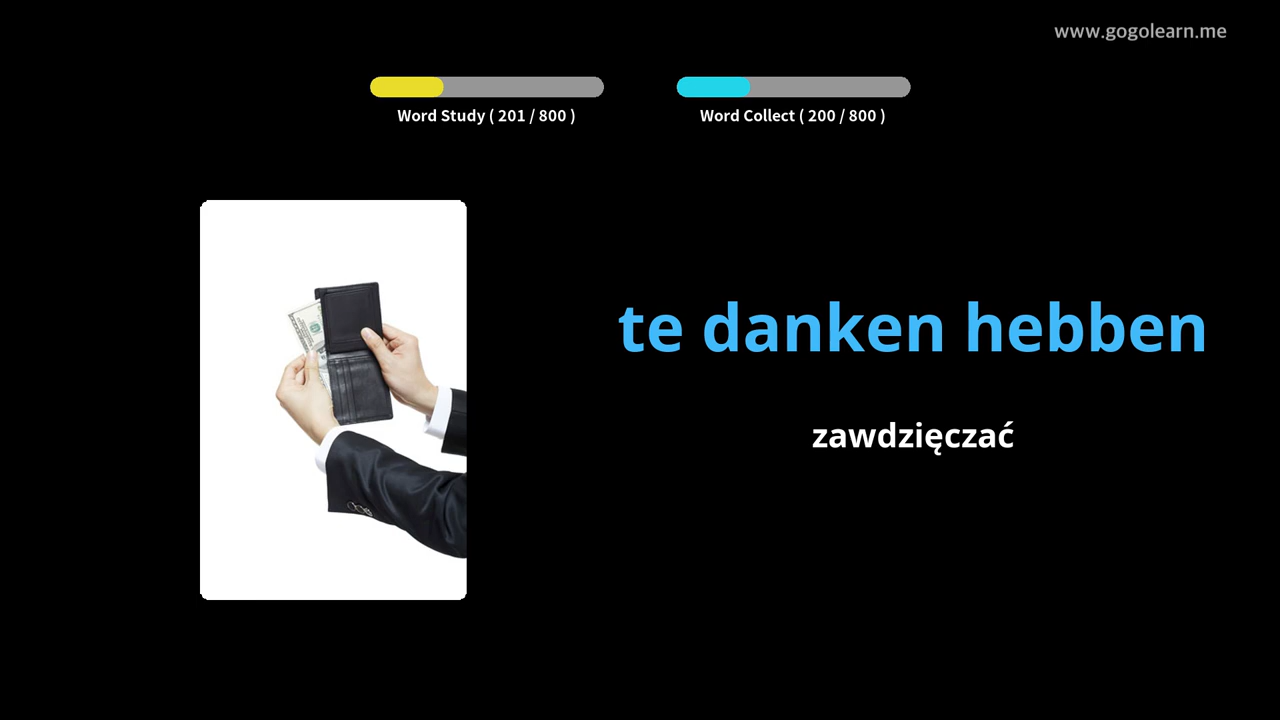 www.gogolearn.me
Word Study ( 201 / 800 )
Word Collect ( 200 / 800 )
te danken hebben
zawdzięczać